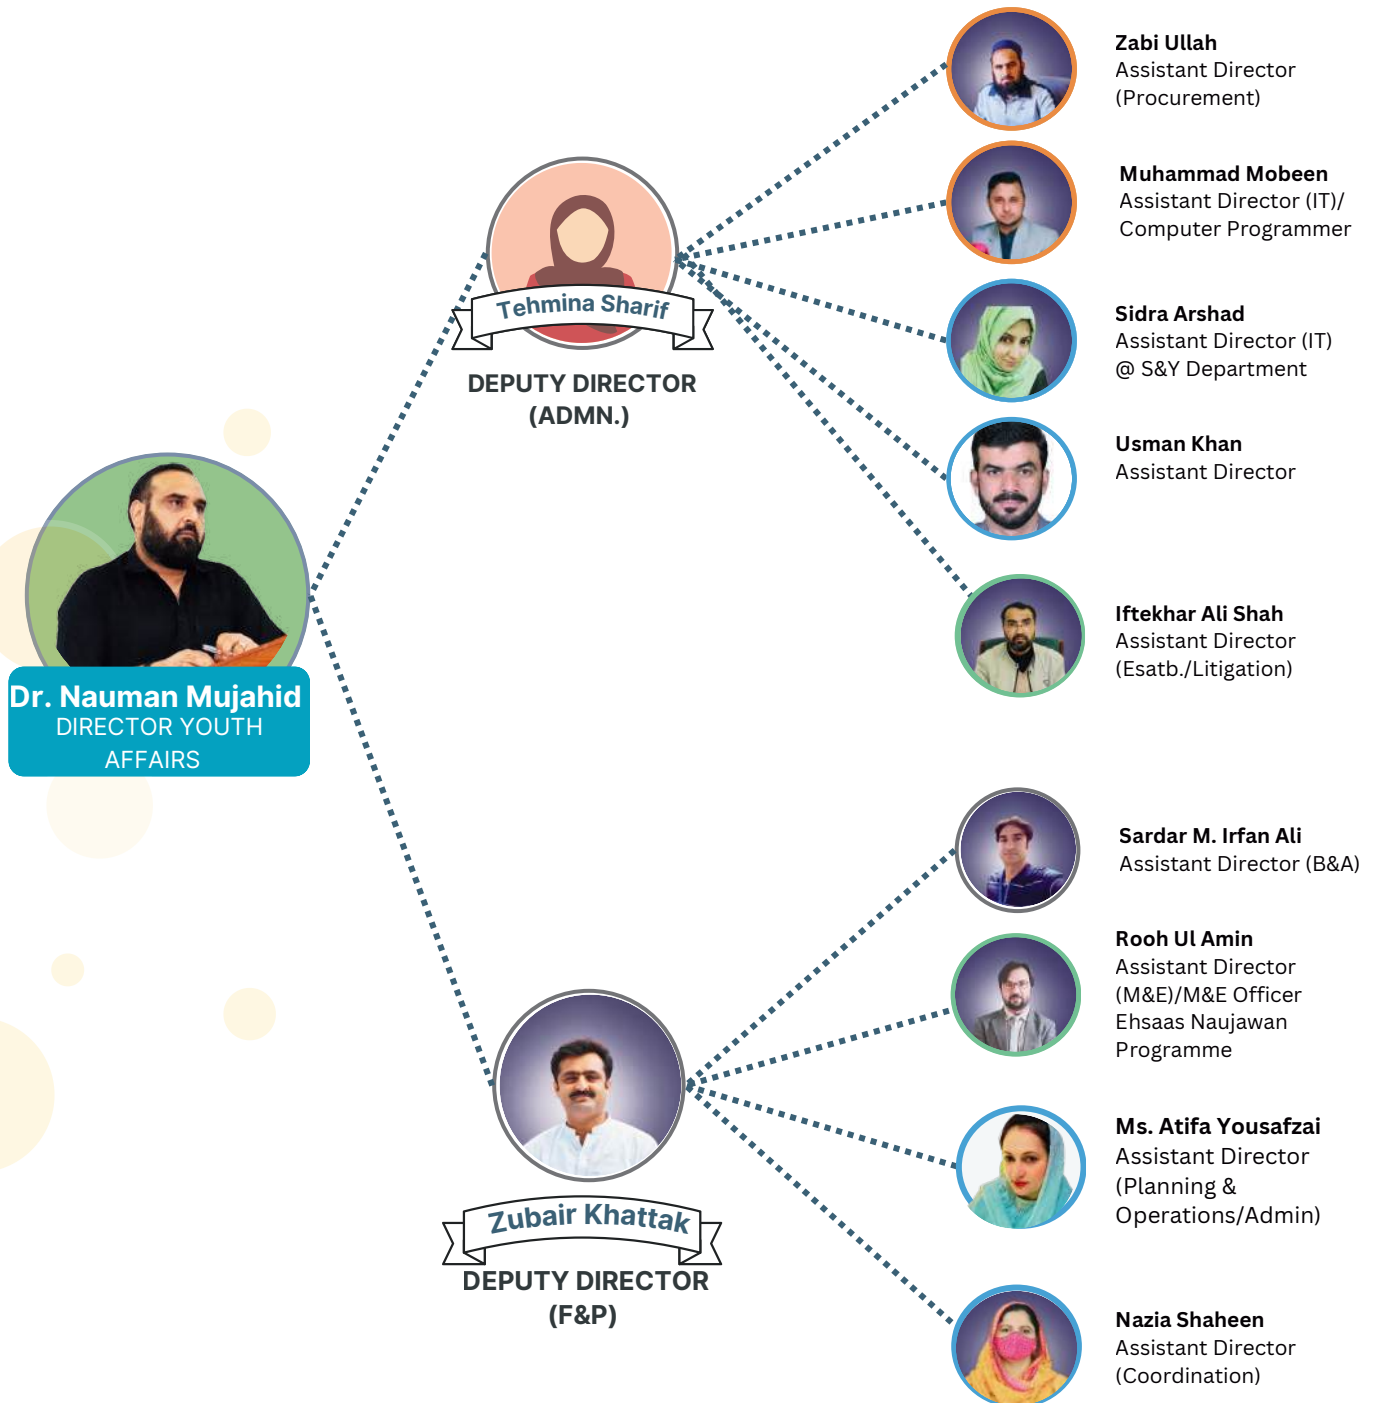 Zabi Ullah
Assistant Director
(Procurement)
Muhammad Mobeen
Assistant Director (IT)/
Computer Programmer
Sidra Arshad
Assistant Director (IT)
@ S&Y Department
Usman Khan
Assistant Director
Iftekhar Ali Shah
Assistant Director
(Esatb./Litigation)
Tehmina Sharif
DEPUTY DIRECTOR
(ADMN.)
Dr. Nauman Mujahid
DIRECTOR YOUTH
AFFAIRS
Sardar M. Irfan Ali
Assistant Director (B&A)
Rooh Ul Amin
Assistant Director
(M&E)/M&E Officer
Ehsaas Naujawan
Programme
Ms. Atifa Yousafzai
Assistant Director
(Planning &
Operations/Admin)
Zubair Khattak
DEPUTY DIRECTOR
(F&P)
Nazia Shaheen
Assistant Director
(Coordination)